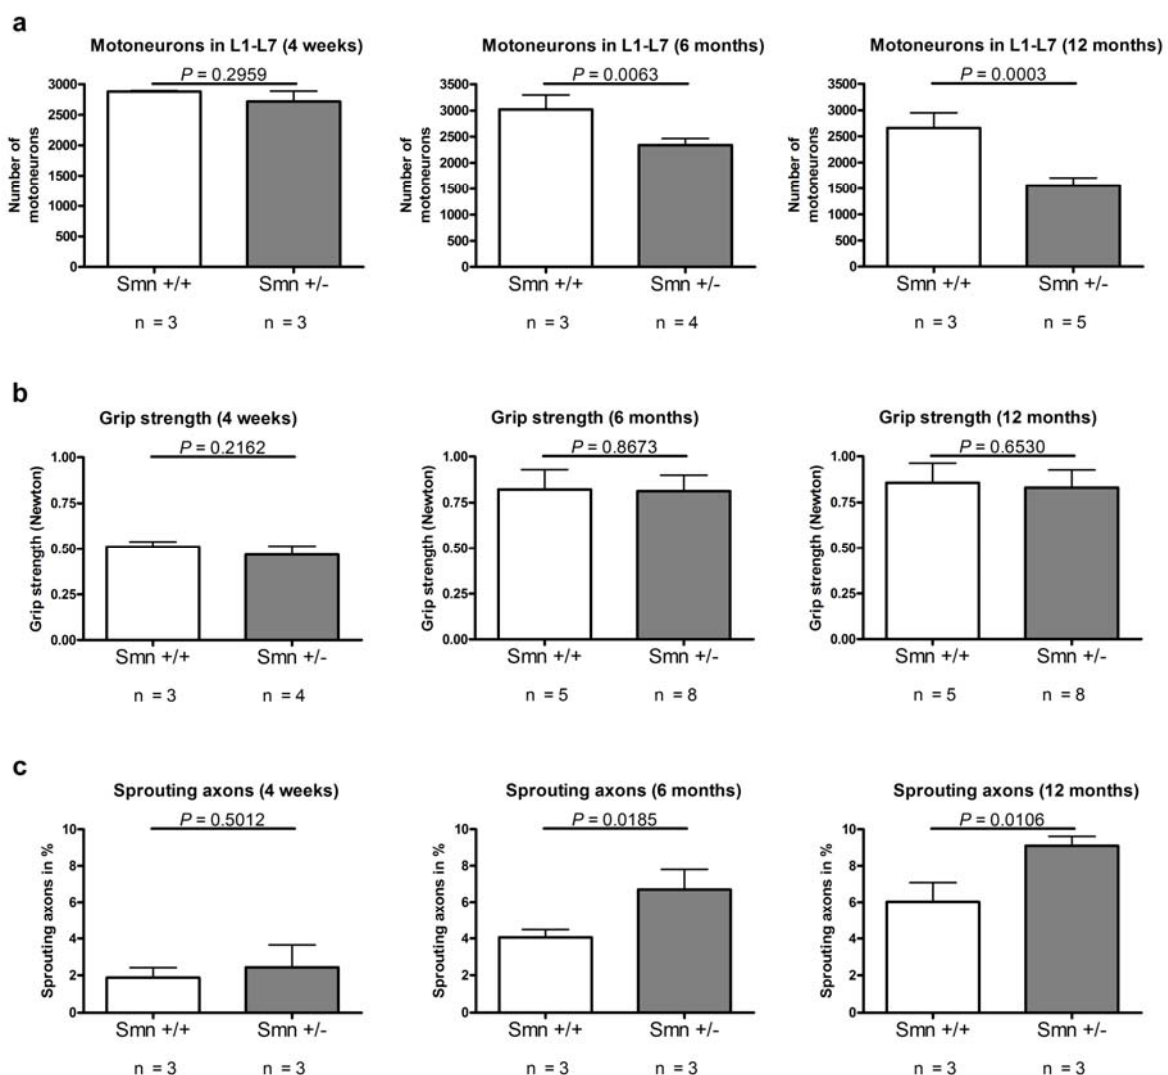 a
Motoneurons in L1-L7 (4 weeks)
P = 0.2959
Number of
motoneurons
3000
2500
2000
1500
1000
500
0
Smn +/+ Smn +/-
n = 3 n = 3
Motoneurons in L1-L7 (6 months)
P = 0.0063
Number of
motoneurons
3500
3000
2500
2000
1500
1000
500
0
Smn +/+ Smn +/-
n = 3 n = 4
Motoneurons in L1-L7 (12 months)
P = 0.0003
Number of
motoneurons
3500
3000
2500
2000
1500
1000
500
0
Smn +/+ Smn +/-
n = 3 n = 5
b
Grip strength (4 weeks)
P = 0.2162
Grip strength (Newton)
1.00
0.75
0.50
0.25
0.00
Smn +/+ Smn +/-
n = 3 n = 4
Grip strength (6 months)
P = 0.8673
Grip strength (Newton)
1.00
0.75
0.50
0.25
0.00
Smn +/+ Smn +/-
n = 5 n = 8
Grip strength (12 months)
P = 0.6530
Grip strength (Newton)
1.00
0.75
0.50
0.25
0.00
Smn +/+ Smn +/-
n = 5 n = 8
c
Sprouting axons (4 weeks)
P = 0.5012
Sprouting axons in %
10
8
6
4
2
0
Smn +/+ Smn +/-
n = 3 n = 3
Sprouting axons (6 months)
P = 0.0185
Sprouting axons in %
10
8
6
4
2
0
Smn +/+ Smn +/-
n = 3 n = 3
Sprouting axons (12 months)
P = 0.0106
Sprouting axons in %
10
8
6
4
2
0
Smn +/+ Smn +/-
n = 3 n = 3